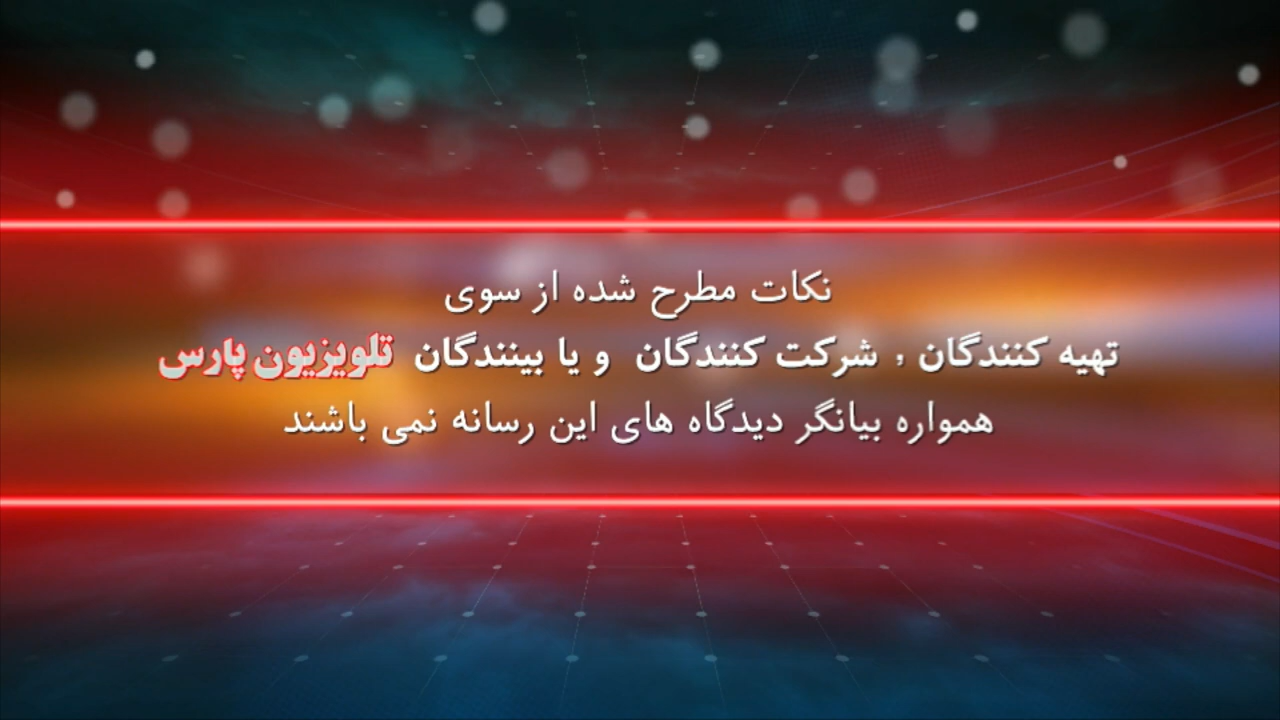 نکات مطرح شده از سوی
تهیه کنندگان , شرکت کنندگان و یا بینندگان تلویزیون پارس
همواره بیانگر دیدگاه های این رسانه نمی باشند